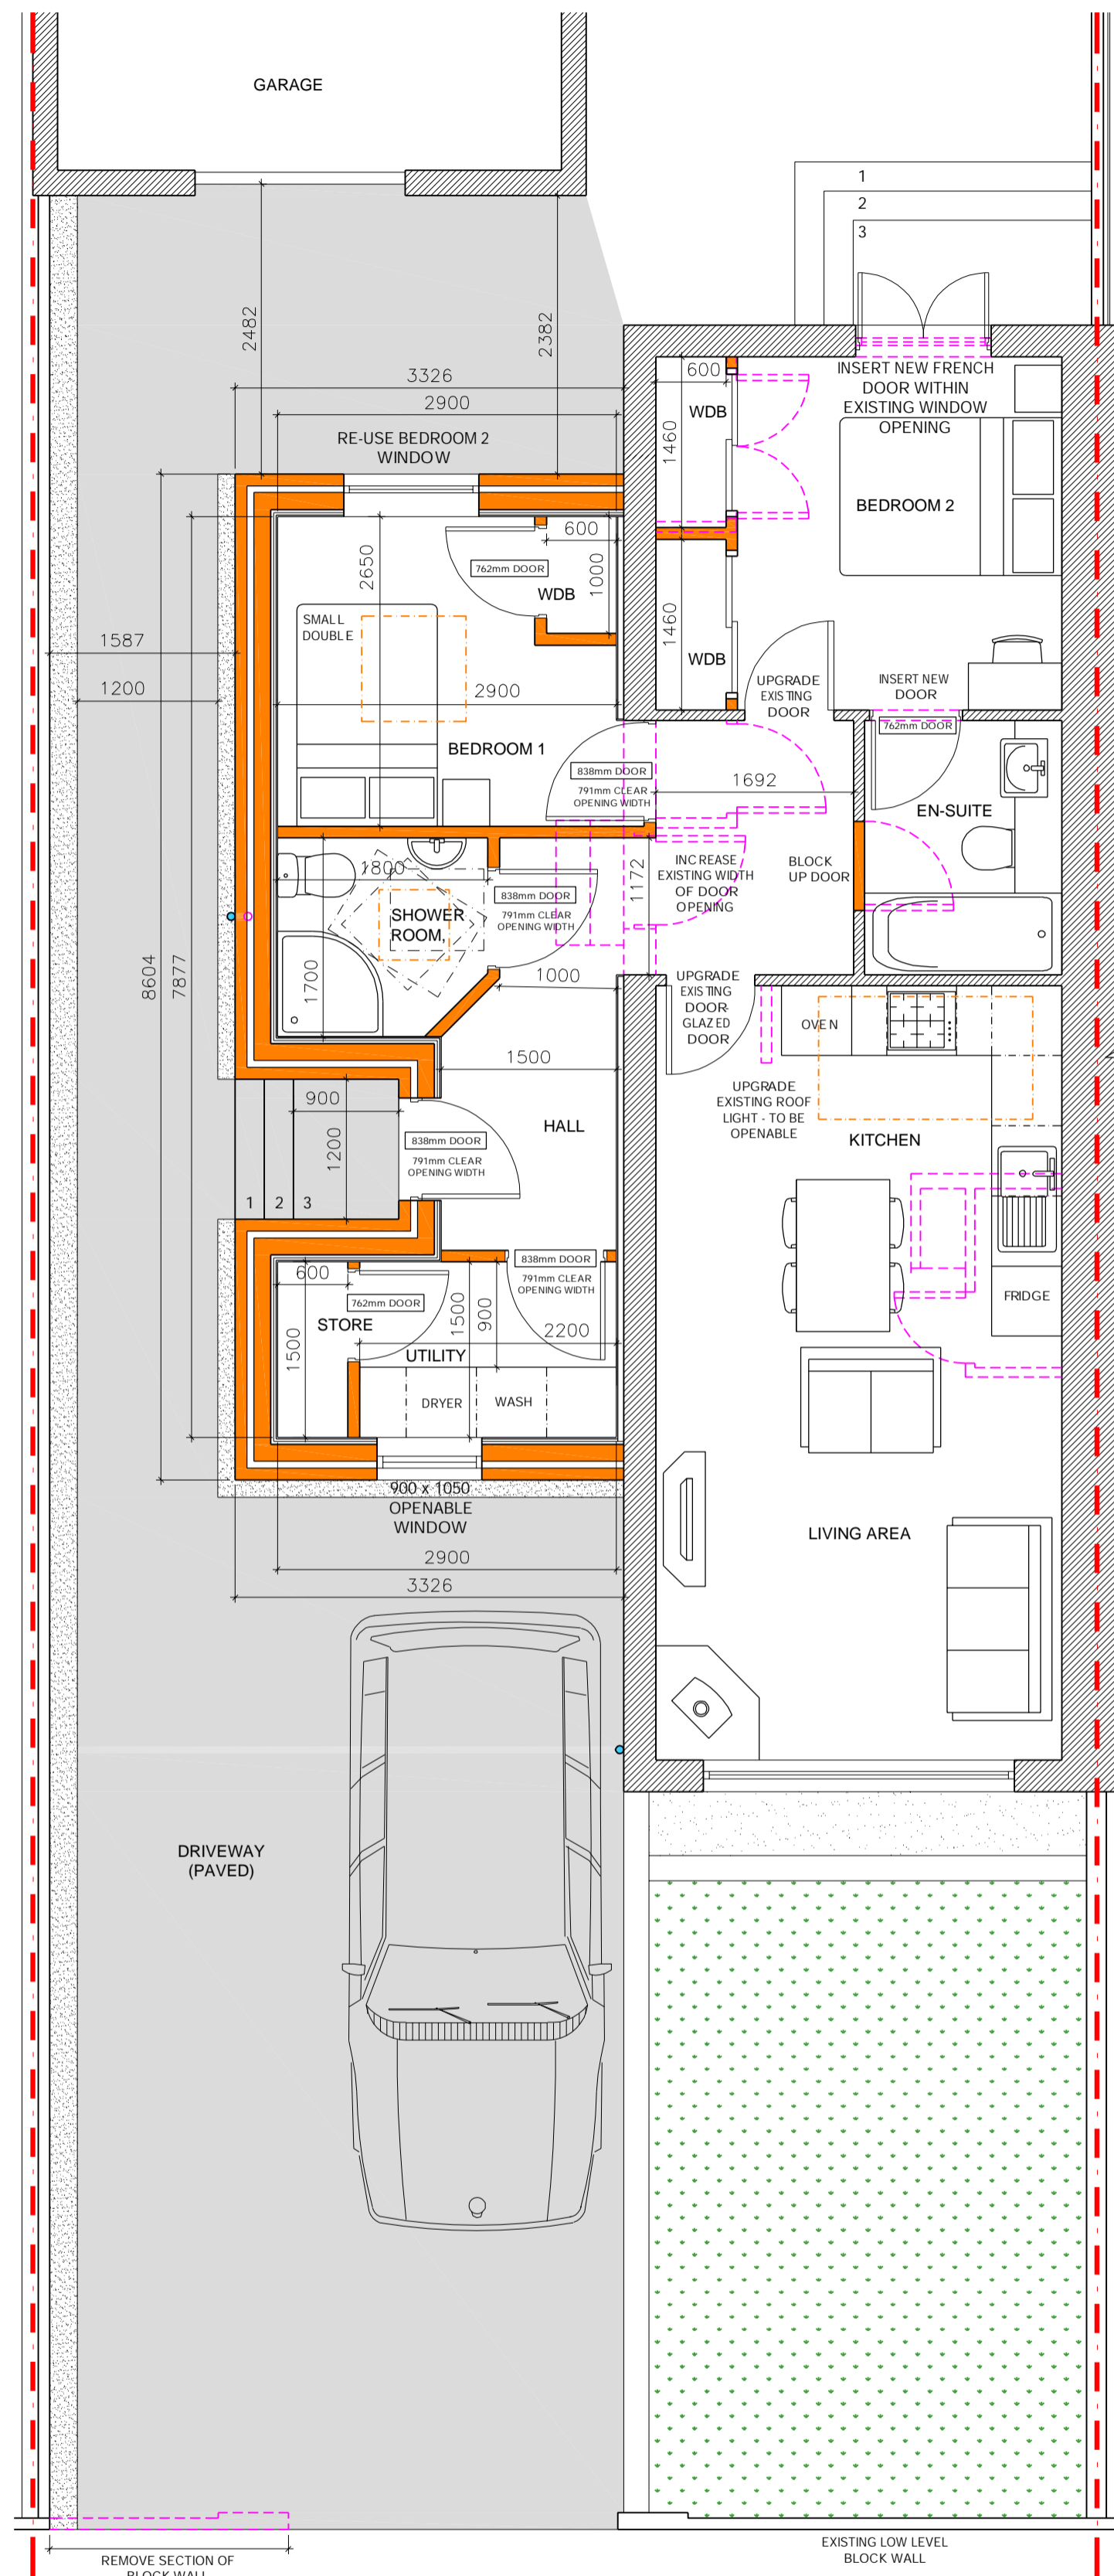 GARAGE
1
2
3
2482
2382
3326
2900
RE-USE BEDROOM 2
WINDOW
600
WDB
1460
INSERT NEW FRENCH
DOOR WITHIN
EXISTING WINDOW
OPENING
BEDROOM 2
2650
600
762mm DOOR
WDB
1000
SMALL
DOUBLE
1460
WDB
1587
1200
2900
UPGRADE
EXISTING
DOOR
INSERT NEW
DOOR
762mm DOOR
BEDROOM 1
838mm DOOR
791mm CLEAR
OPENING WIDTH
1692
EN-SUITE
1800
838mm DOOR
791mm CLEAR
OPENING WIDTH
SHOWER
ROOM,
1172
INCREASE
EXISTING WIDTH
OF DOOR
OPENING
BLOCK
UP DOOR
8604
7877
1700
1000
UPGRADE
EXISTING
DOOR-
GLAZED
DOOR
OVEN
1500
900
1200
HALL
838mm DOOR
791mm CLEAR
OPENING WIDTH
UPGRADE
EXISTING ROOF
LIGHT - TO BE
OPENABLE
KITCHEN
1
2
3
838mm DOOR
791mm CLEAR
OPENING WIDTH
600
762mm DOOR
STORE
1500
1500
900
2200
UTILITY
DRYER
WASH
FRIDGE
900 x 1050
OPENABLE
WINDOW
LIVING AREA
2900
3326
DRIVEWAY
(PAVED)
EXISTING LOW LEVEL
BLOCK WALL
REMOVE SECTION OF
BLOCK WALL